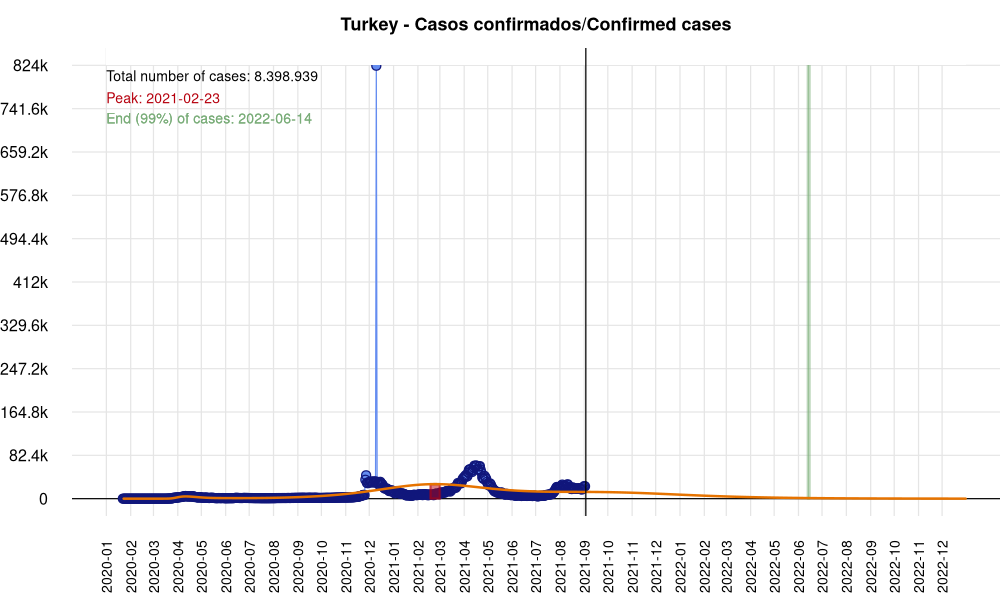 Turkey - Casos confirmados/Confirmed cases
824k
741.6k
659.2k
576.8k
494.4k
412k
329.6k
247.2k
164.8k
82.4k
0
Total number of cases: 8.398.939
Peak: 2021-02-23
End (99%) of cases: 2022-06-14
2020-01
2020-02
2020-03
2020-04
2020-05
2020-06
2020-07
2020-08
2020-09
2020-10
2020-11
2020-12
2021-01
2021-02
2021-03
2021-04
2021-05
2021-06
2021-07
2021-08
2021-09
2021-10
2021-11
2021-12
2022-01
2022-02
2022-03
2022-04
2022-05
2022-06
2022-07
2022-08
2022-09
2022-10
2022-11
2022-12